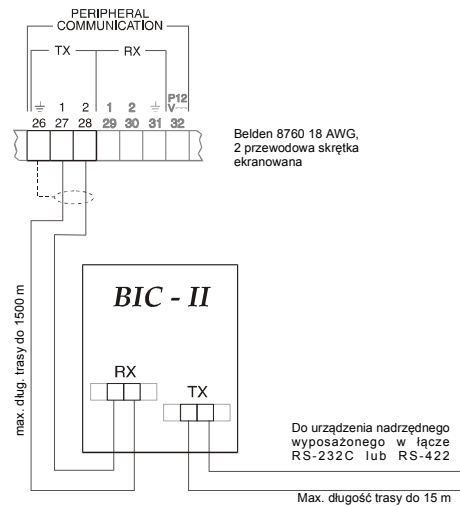 PERIPHERAL
COMMUNICATION
TX RX
1 2 1 2 P12
V
26 27 28 29 30 31 32
Belden 8760 18 AWG,
2 przewodowa skrętka
ekranowana
max. dług. trasy do 1500 m
BIC - II
RX
TX
Do urządzenia nadrzędnego
wyposażonego w łącze
RS-232C lub RS-422
Max. długość trasy do 15 m